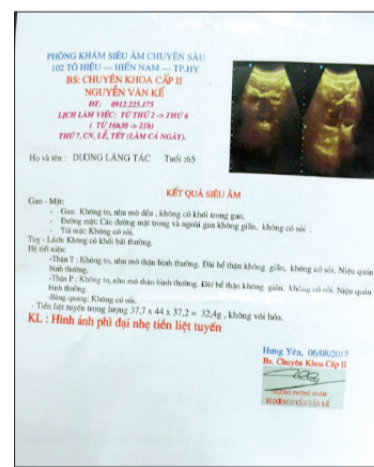 PHÒNG KHÁM SIÊU ÂM CHUYÊN SÂU
102 TÔ HIỆU — HIẾN NAM — TP.HY
BS: CHUYÊN KHOA CẤP II
NGUYỄN VĂN KẾ
ĐT: 0912.225.175
LỊCH LÀM VIỆC: TỪ THỨ 2 -> THỨ 6
( TỪ 16h30 -> 21h)
THỨ 7, CN, LỄ, TẾT (LÀM CẢ NGÀY).
Họ và tên : DƯƠNG LÃNG TÁC Tuổi :65
KẾT QUẢ SIÊU ÂM
Gan - Mật:
- Gan: Không to, nhu mô đều , không có khối trong gan.
- Đường mật: Các đường mật trong và ngoài gan không giãn, không có sỏi .
- Túi mật: Không có sỏi.
Tụy - Lách: Không có khối bất thường.
Hệ tiết niệu:
-Thận T : Không to, nhu mô thận bình thường. Đài bể thận không giãn, không có sỏi. Niệu quản
bình thường.
-Thận P : Không to, nhu mô thận bình thường. Đài bể thận không giãn, không có sỏi. Niệu quản
bình thường.
-Bàng quang: Không có sỏi.
- Tiền liệt tuyến trọng lượng 37,7 x 44 x 37,2 = 32,4g , không vôi hóa.
KL : Hình ảnh phì đại nhẹ tiền liệt tuyến
Hưng Yên, 06/08/2017
Bs. Chuyên Khoa Cấp II
TRƯỞNG PHÒNG KHÁM
NGUYỄN VĂN KẾ